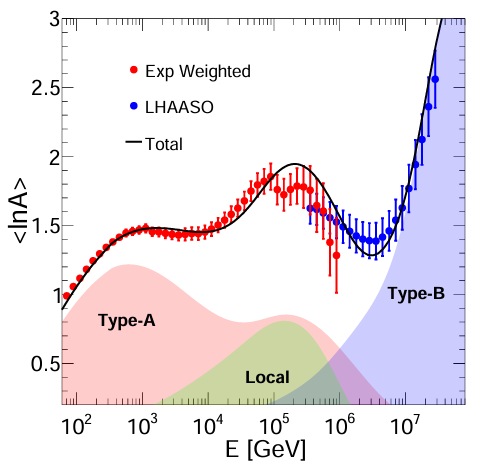 3
2.5
2
1.5
1
0.5
<lnA>
Exp Weighted
LHAASO
Total
Type-A
Local
Type-B
10² 10³ 10⁴ 10⁵ 10⁶ 10⁷
E [GeV]